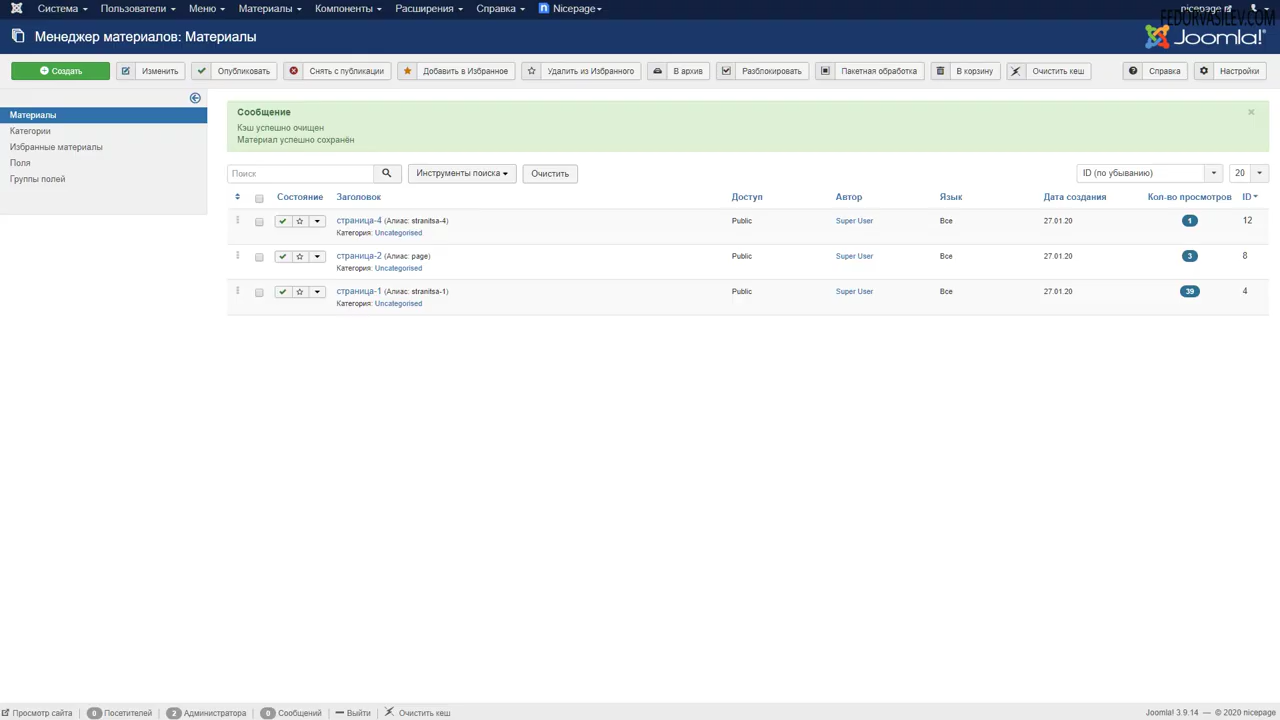 Система Пользователи Меню Материалы Компоненты Расширения Справка Nicepage nicepage
FEDORVASILEV.COM
Менеджер материалов: Материалы Joomla!
Создать Изменить Опубликовать Снять с публикации Добавить в Избранное Удалить из Избранного В архив Разблокировать Пакетная обработка В корзину Очистить кеш Справка Настройки
Материалы
Категории
Избранные материалы
Поля
Группы полей
Сообщение
Кэш успешно очищен
Материал успешно сохранён
Поиск Инструменты поиска Очистить ID (по убыванию) 20
Состояние Заголовок Доступ Автор Язык Дата создания Кол-во просмотров ID
страница-4 (Алиас: stranitsa-4) Public Super User Все 27.01.20 1 12
Категория: Uncategorised
страница-2 (Алиас: page) Public Super User Все 27.01.20 3 8
Категория: Uncategorised
страница-1 (Алиас: stranitsa-1) Public Super User Все 27.01.20 39 4
Категория: Uncategorised
Просмотр сайта 0 Посетителей 2 Администратора 0 Сообщений Выйти Очистить кеш Joomla! 3.9.14 — © 2020 nicepage